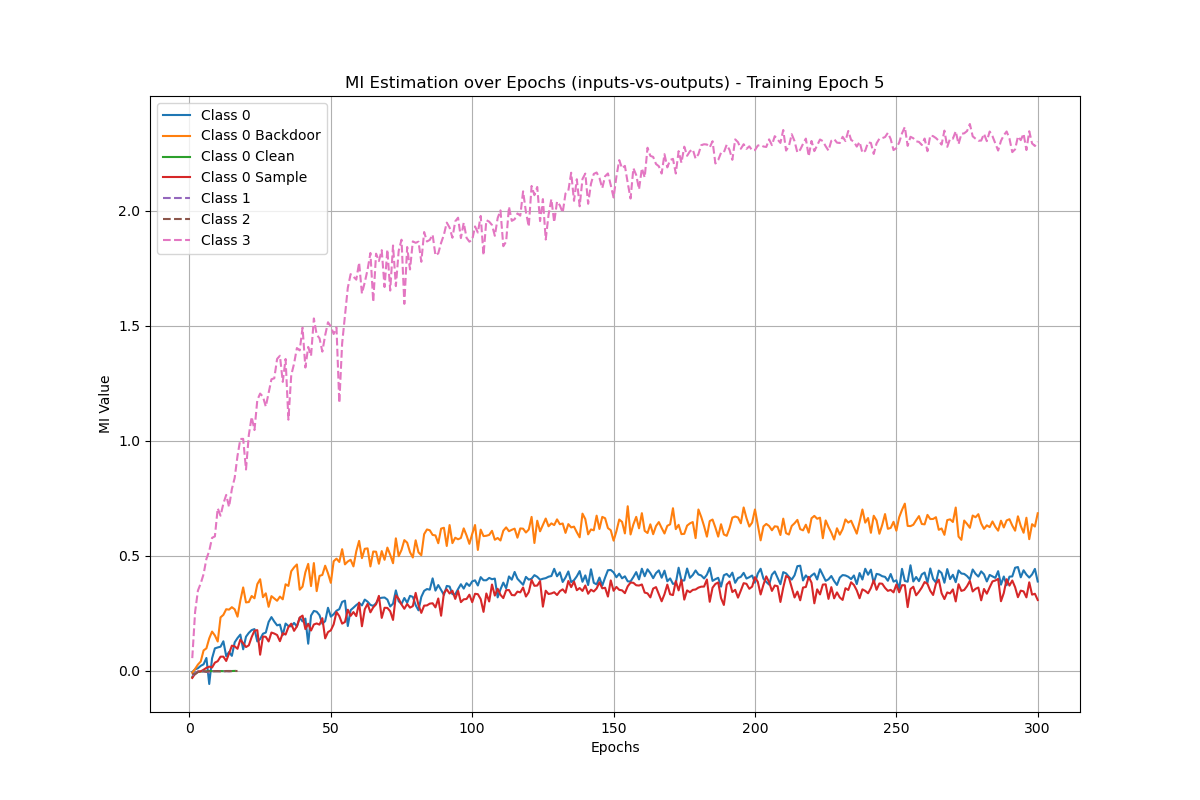 MI Estimation over Epochs (inputs-vs-outputs) - Training Epoch 5
Class 0
Class 0 Backdoor
Class 0 Clean
Class 0 Sample
Class 1
Class 2
Class 3
2.0
1.5
1.0
0.5
0.0
MI Value
0 50 100 150 200 250 300
Epochs